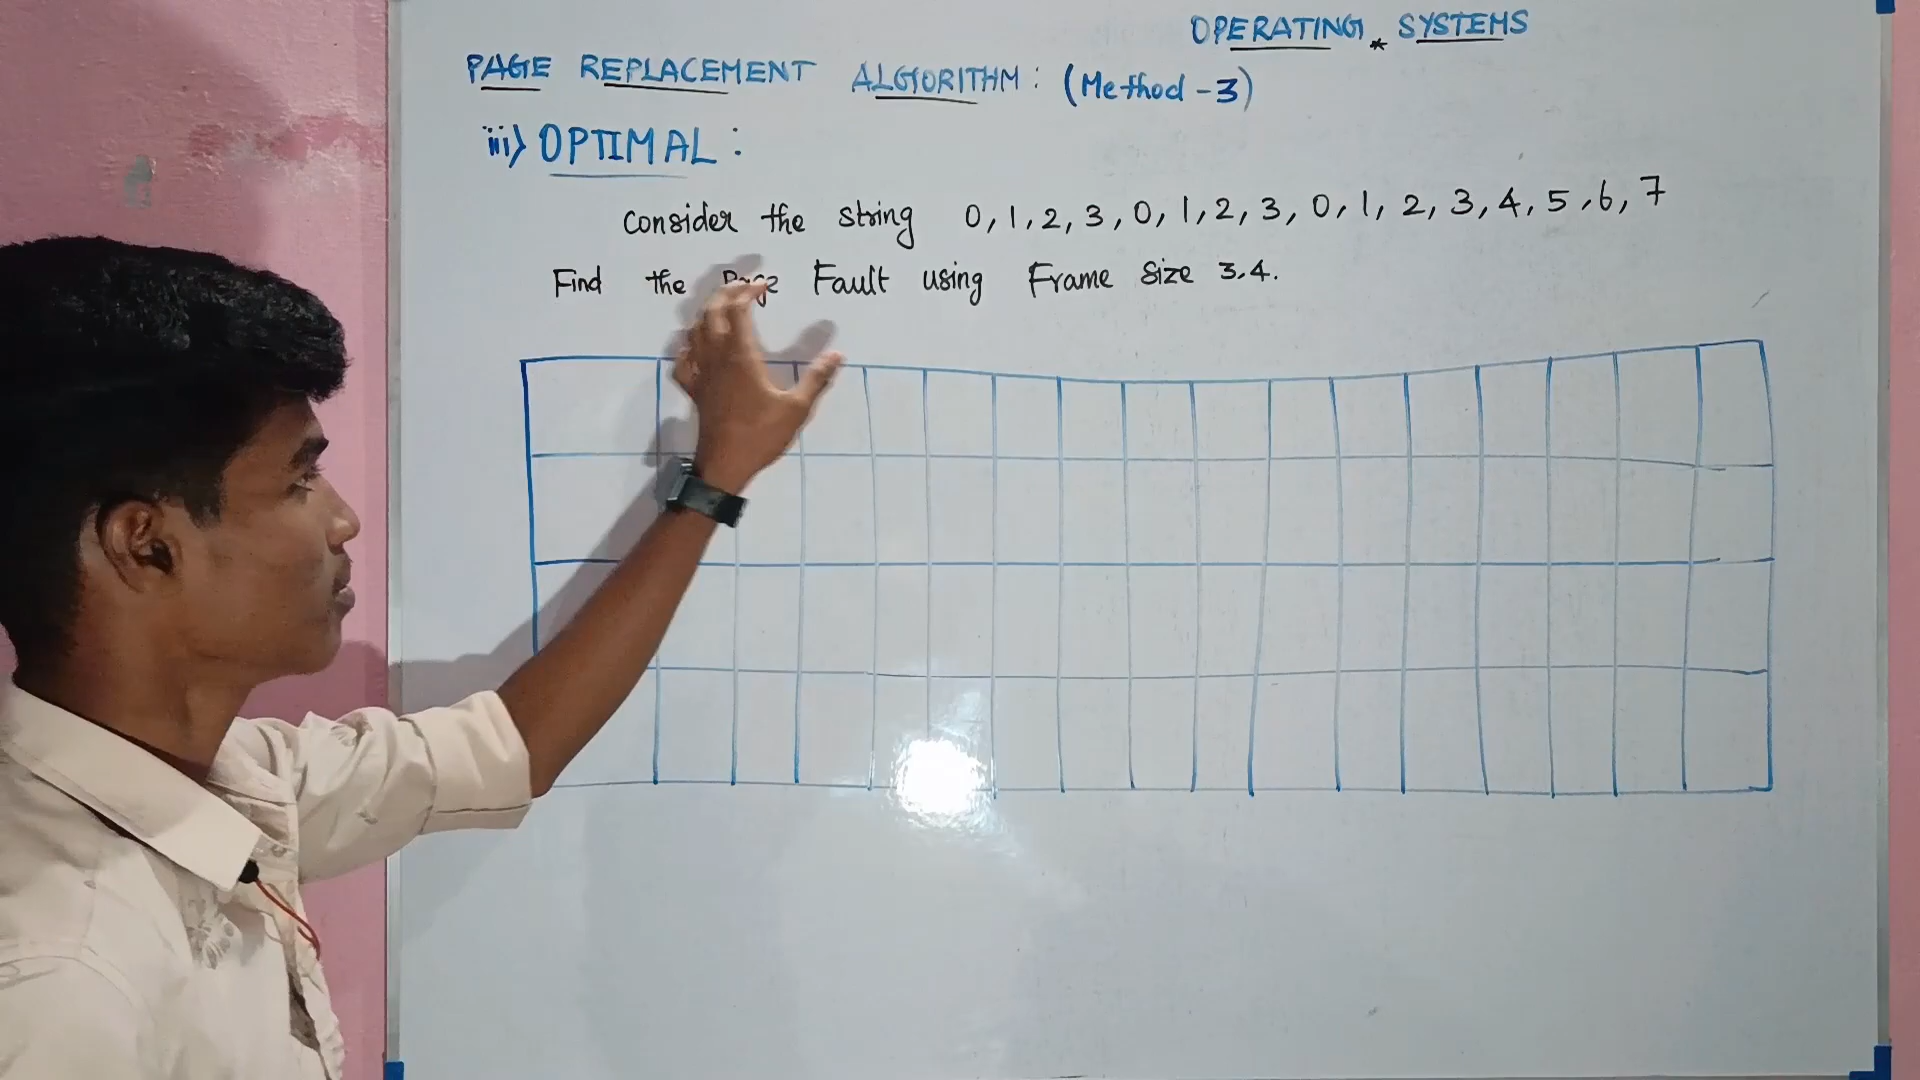 OPERATING SYSTEMS
PAGE REPLACEMENT ALGORITHM: (Method-3)
iii) OPTIMAL:
Consider the string 0,1,2,3,0,1,2,3,0,1,2,3,4,5,6,7
Find the Page Fault using Frame Size 3,4.